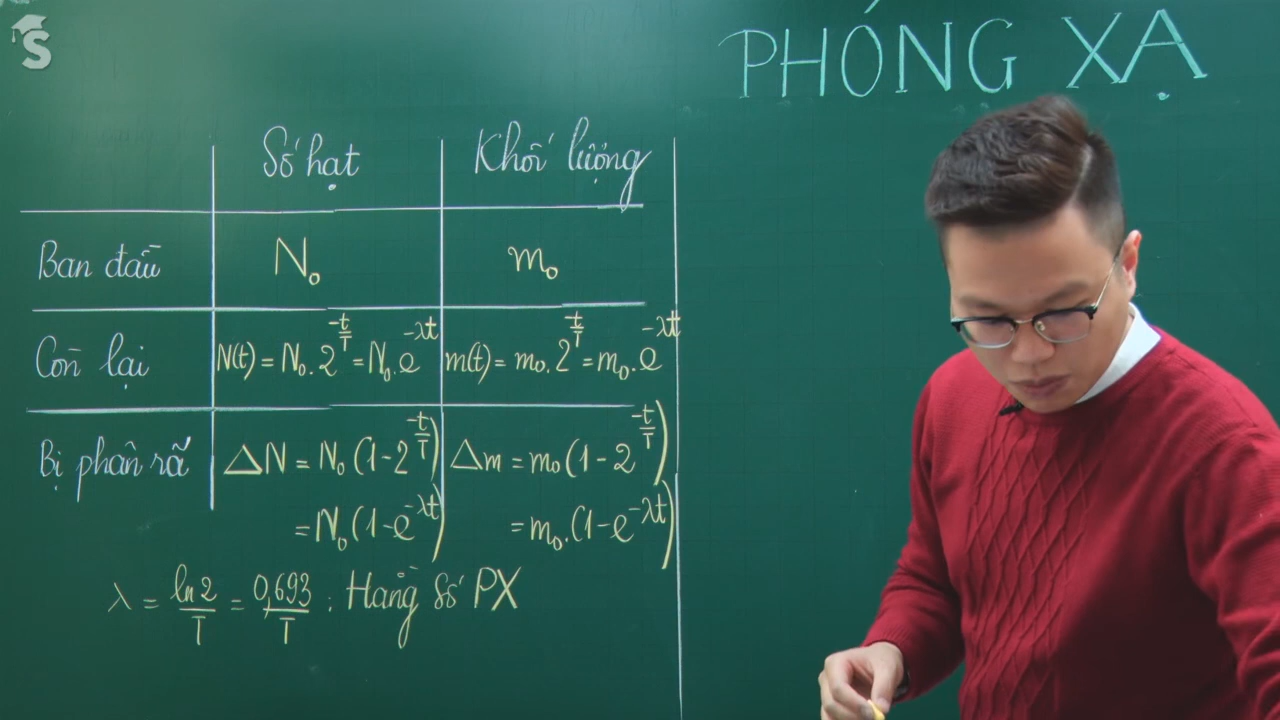 S
PHÓNG XẠ
Số hạt Khối lượng
Ban đầu N₀ m₀
Còn lại N(t) = N₀.2^(-t/T) = N₀.e^(-λt) m(t) = m₀.2^(-t/T) = m₀.e^(-λt)
Bị phân rã ΔN = N₀(1-2^(-t/T)) Δm = m₀(1-2^(-t/T))
= N₀(1-e^(-λt)) = m₀.(1-e^(-λt))
λ = ln2/T = 0,693/T : Hằng số PX